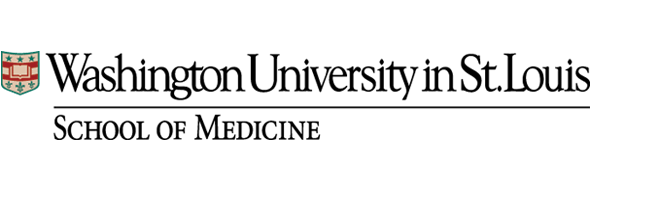 Washington University in St. Louis
SCHOOL OF MEDICINE